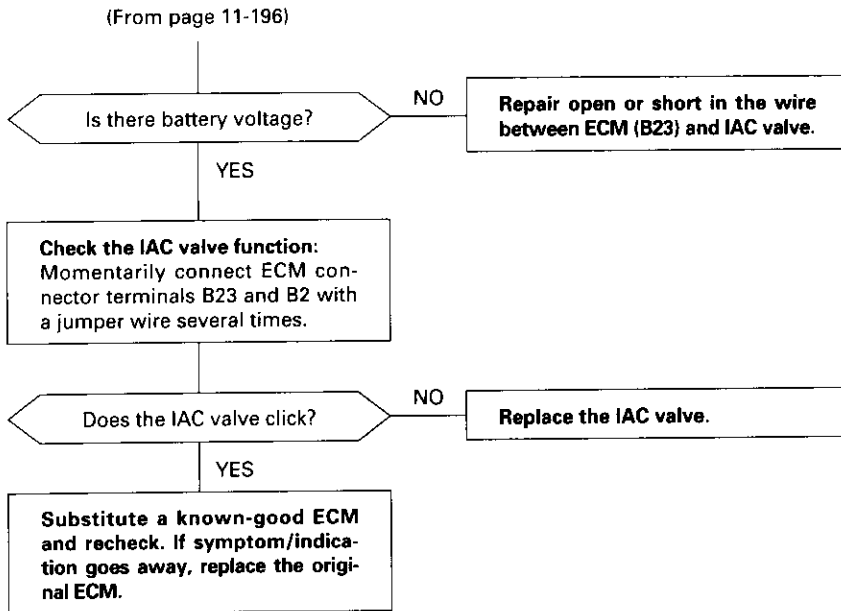 (From page 11-196)
Is there battery voltage?
NO
Repair open or short in the wire
between ECM (B23) and IAC valve.
YES
Check the IAC valve function:
Momentarily connect ECM con-
nector terminals B23 and B2 with
a jumper wire several times.
Does the IAC valve click?
NO
Replace the IAC valve.
YES
Substitute a known-good ECM
and recheck. If symptom/indica-
tion goes away, replace the origi-
nal ECM.